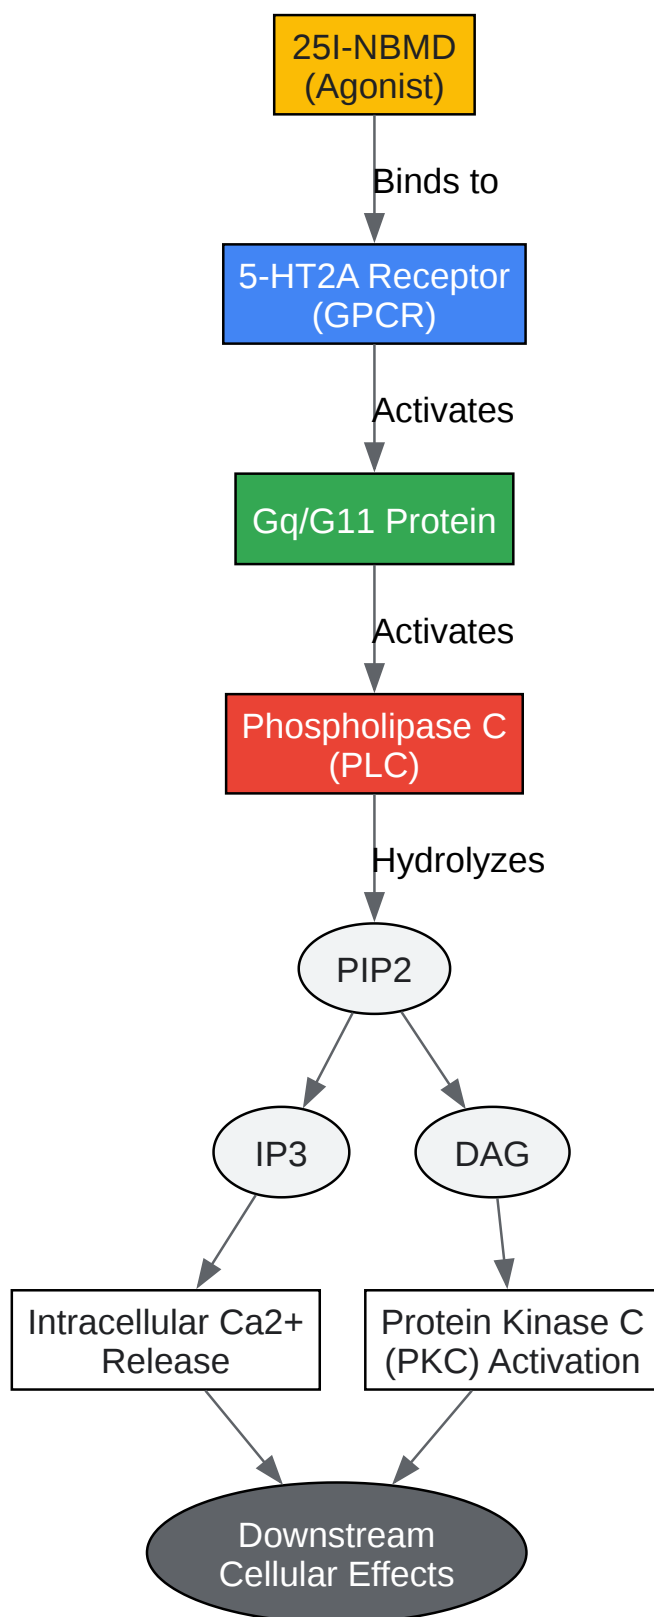 25I-NBMD
(Agonist)
Binds to
5-HT2A Receptor
(GPCR)
Activates
Gq/G11 Protein
Activates
Phospholipase C
(PLC)
Hydrolyzes
PIP2
IP3
DAG
Intracellular Ca2+
Release
Protein Kinase C
(PKC) Activation
Downstream
Cellular Effects